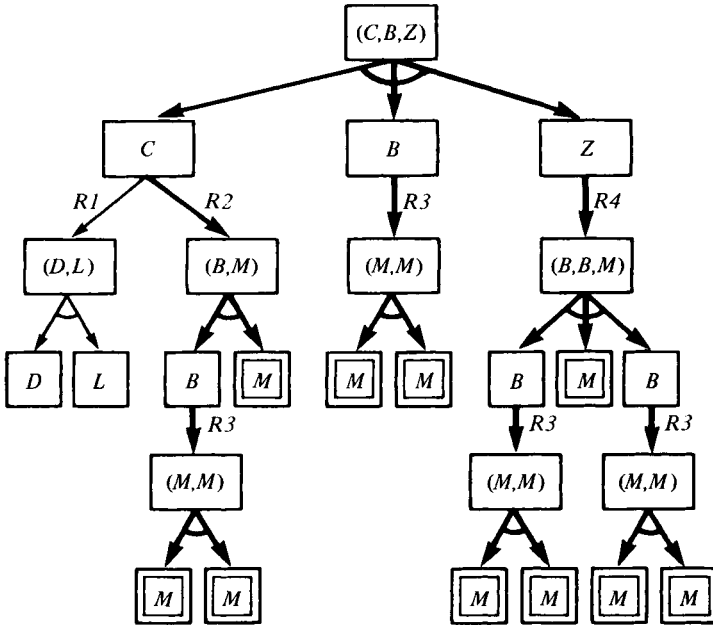 (C,B,Z)
C B Z
R1 R2 R3 R4
(D,L) (B,M) (M,M) (B,B,M)
D L B M M M B M B
R3 R3 R3
(M,M) (M,M) (M,M)
M M M M M M